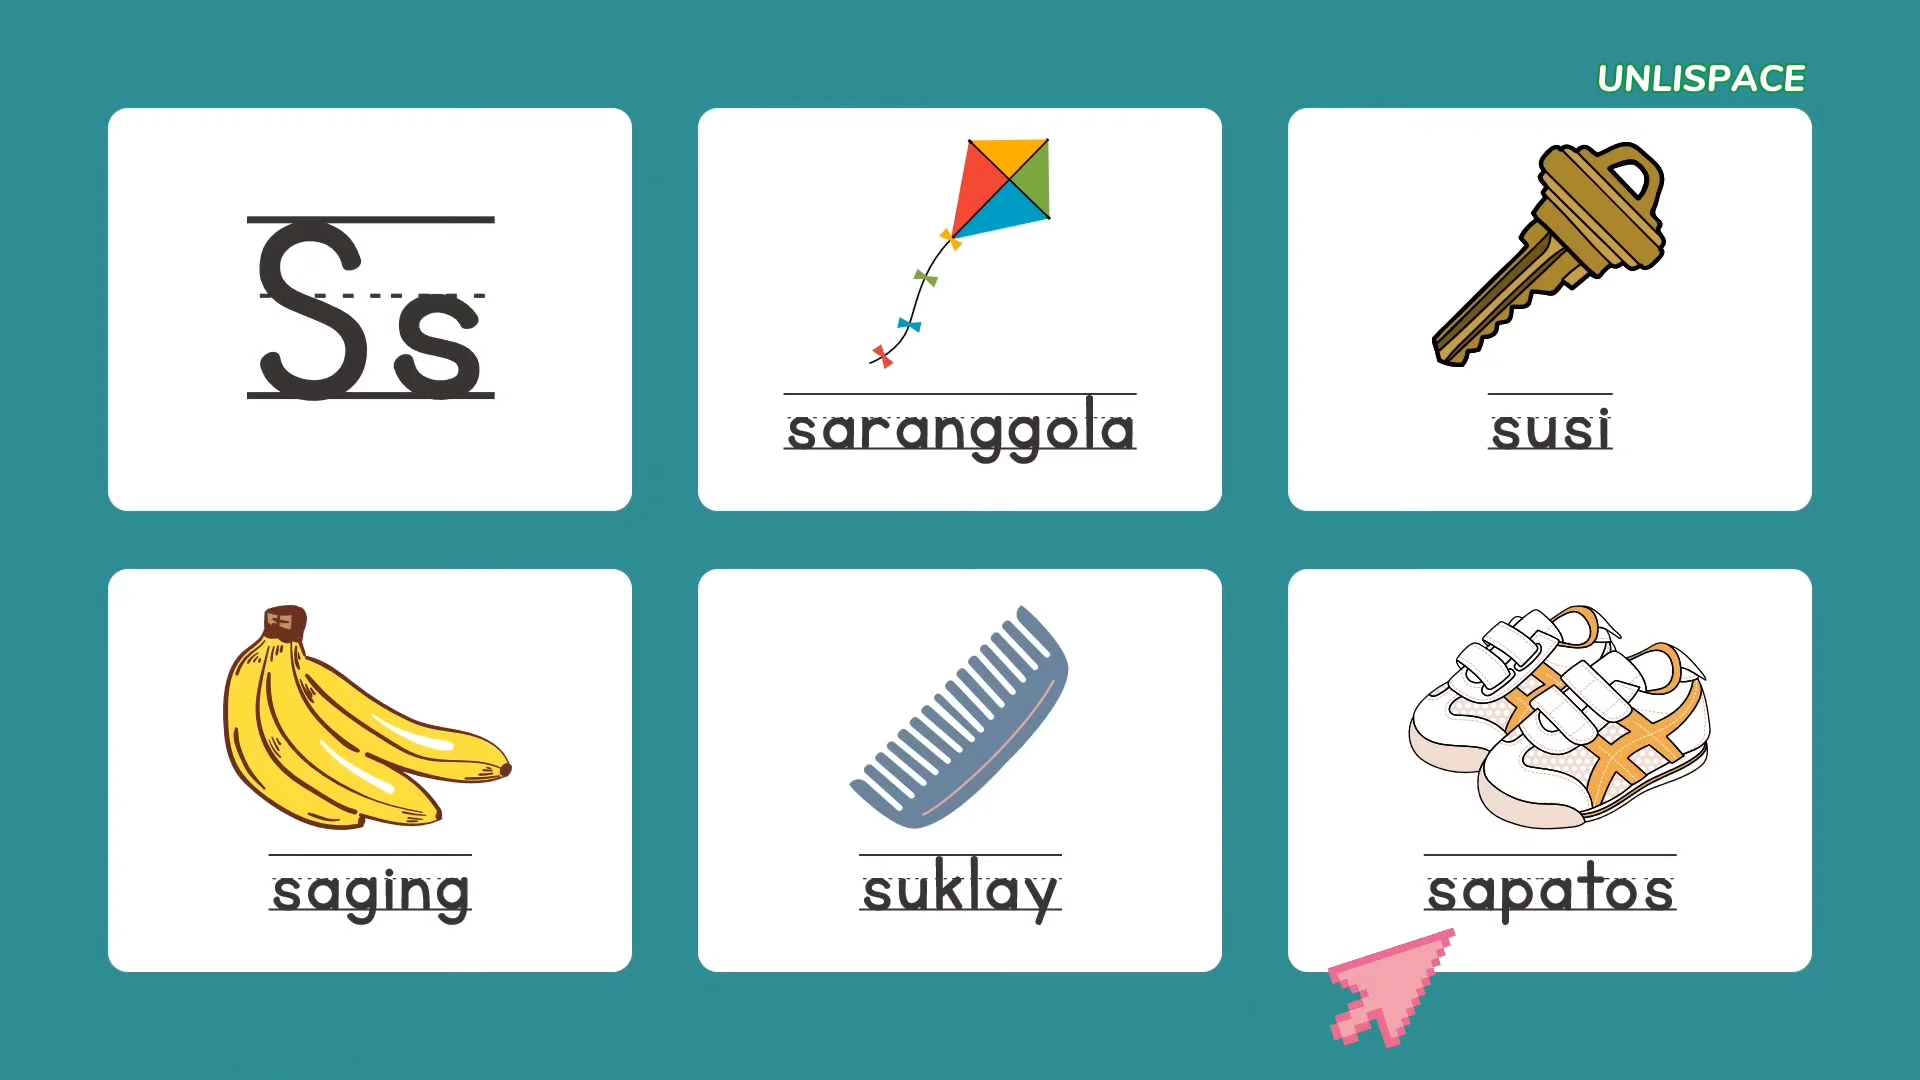 UNLISPACE
Ss
saranggola
susi
saging
suklay
sapatos